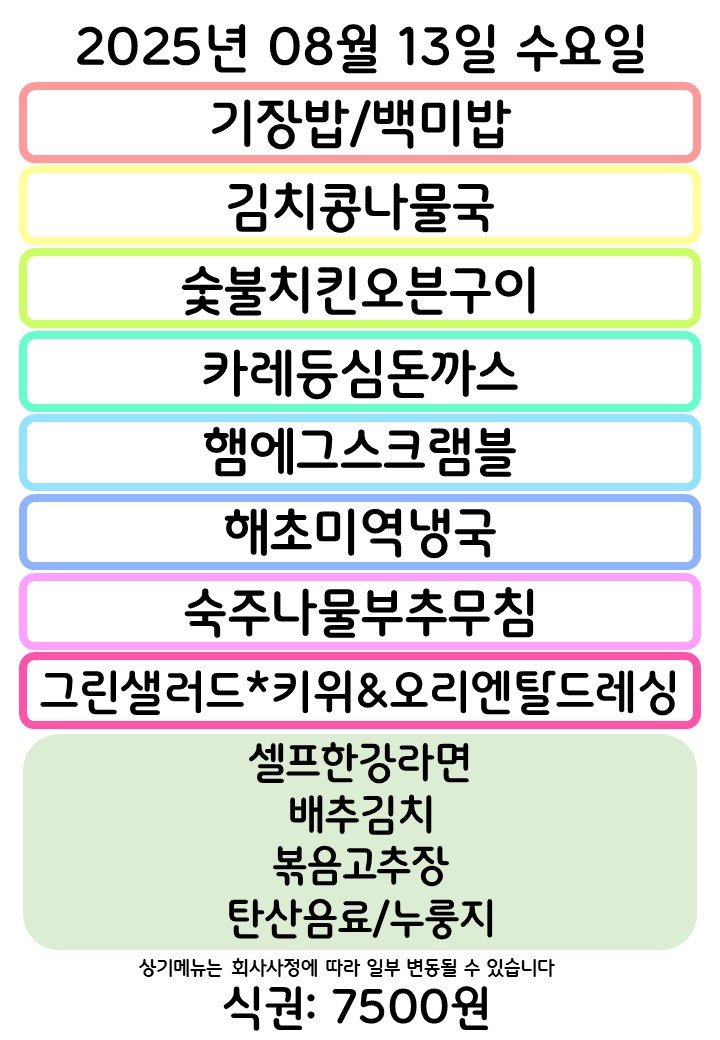 2025년 08월 13일 수요일
기장밥/백미밥
김치콩나물국
숯불치킨오븐구이
카레등심돈까스
햄에그스크램블
해초미역냉국
숙주나물부추무침
그린샐러드*키위&오리엔탈드레싱
셀프한강라면
배추김치
볶음고추장
탄산음료/누룽지
상기메뉴는 회사사정에 따라 일부 변동될 수 있습니다
식권: 7500원